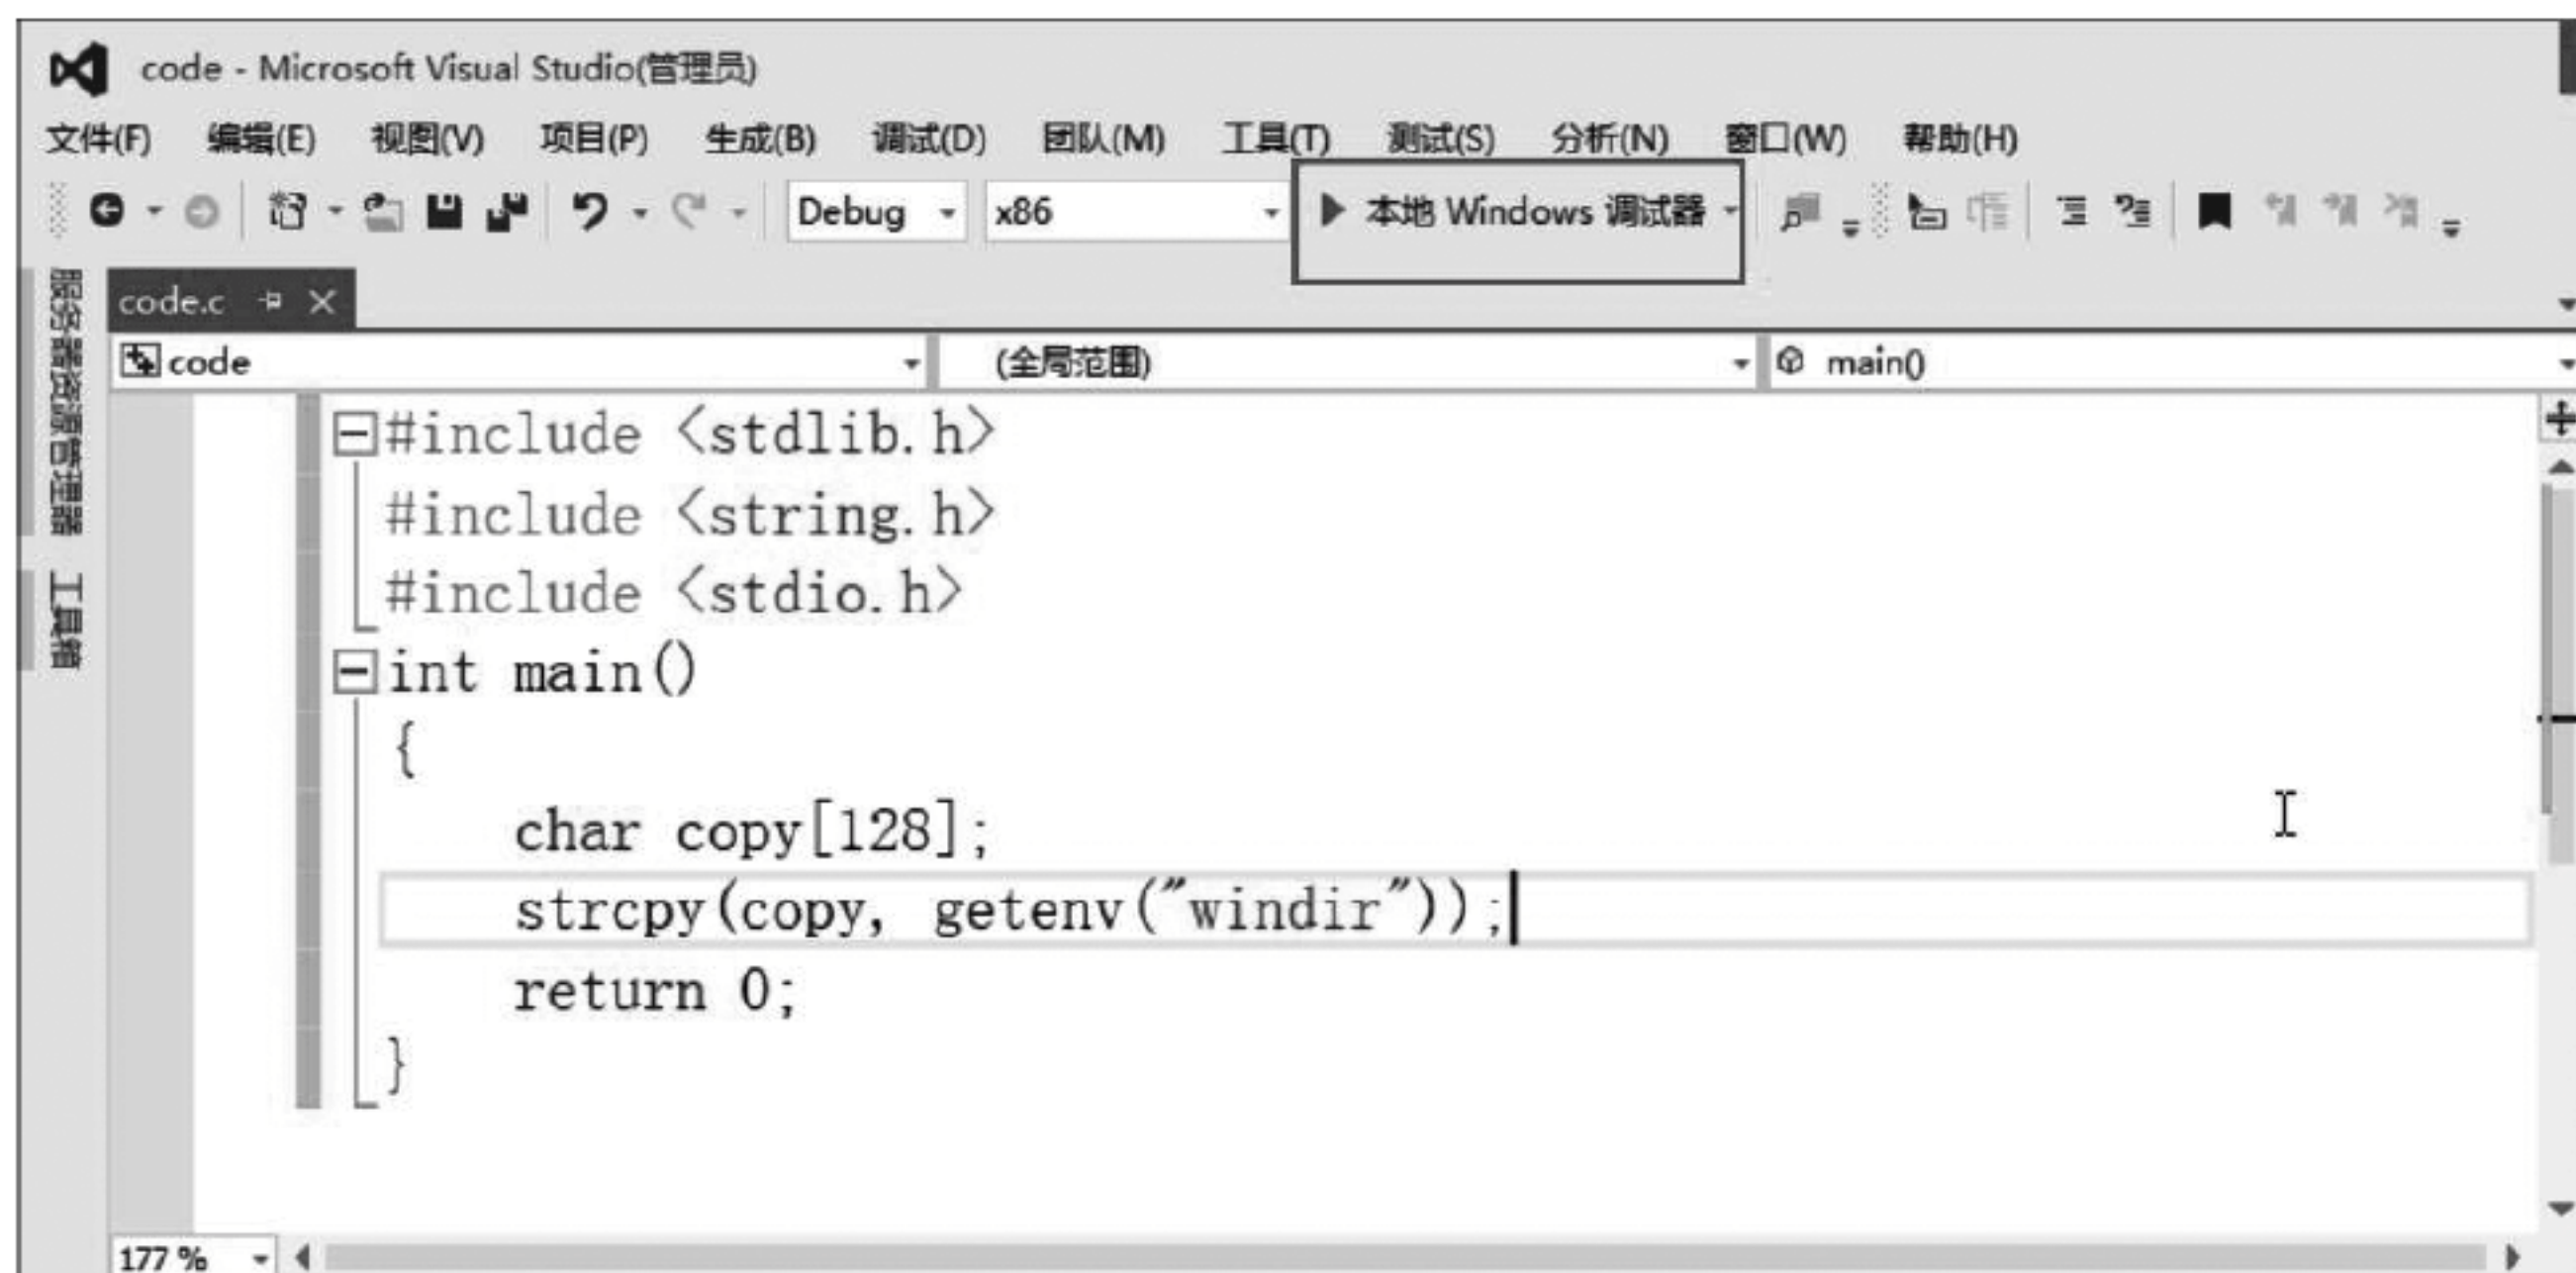 code - Microsoft Visual Studio(管理员)
文件(F) 编辑(E) 视图(V) 项目(P) 生成(B) 调试(D) 团队(M) 工具(T) 测试(S) 分析(N) 窗口(W) 帮助(H)
Debug x86 本地 Windows 调试器
服务器资源管理器
工具箱
code.c
code (全局范围) main()
#include <stdlib.h>
#include <string.h>
#include <stdio.h>
int main()
{
char copy[128];
strcpy(copy, getenv("windir"));
return 0;
}
177 %